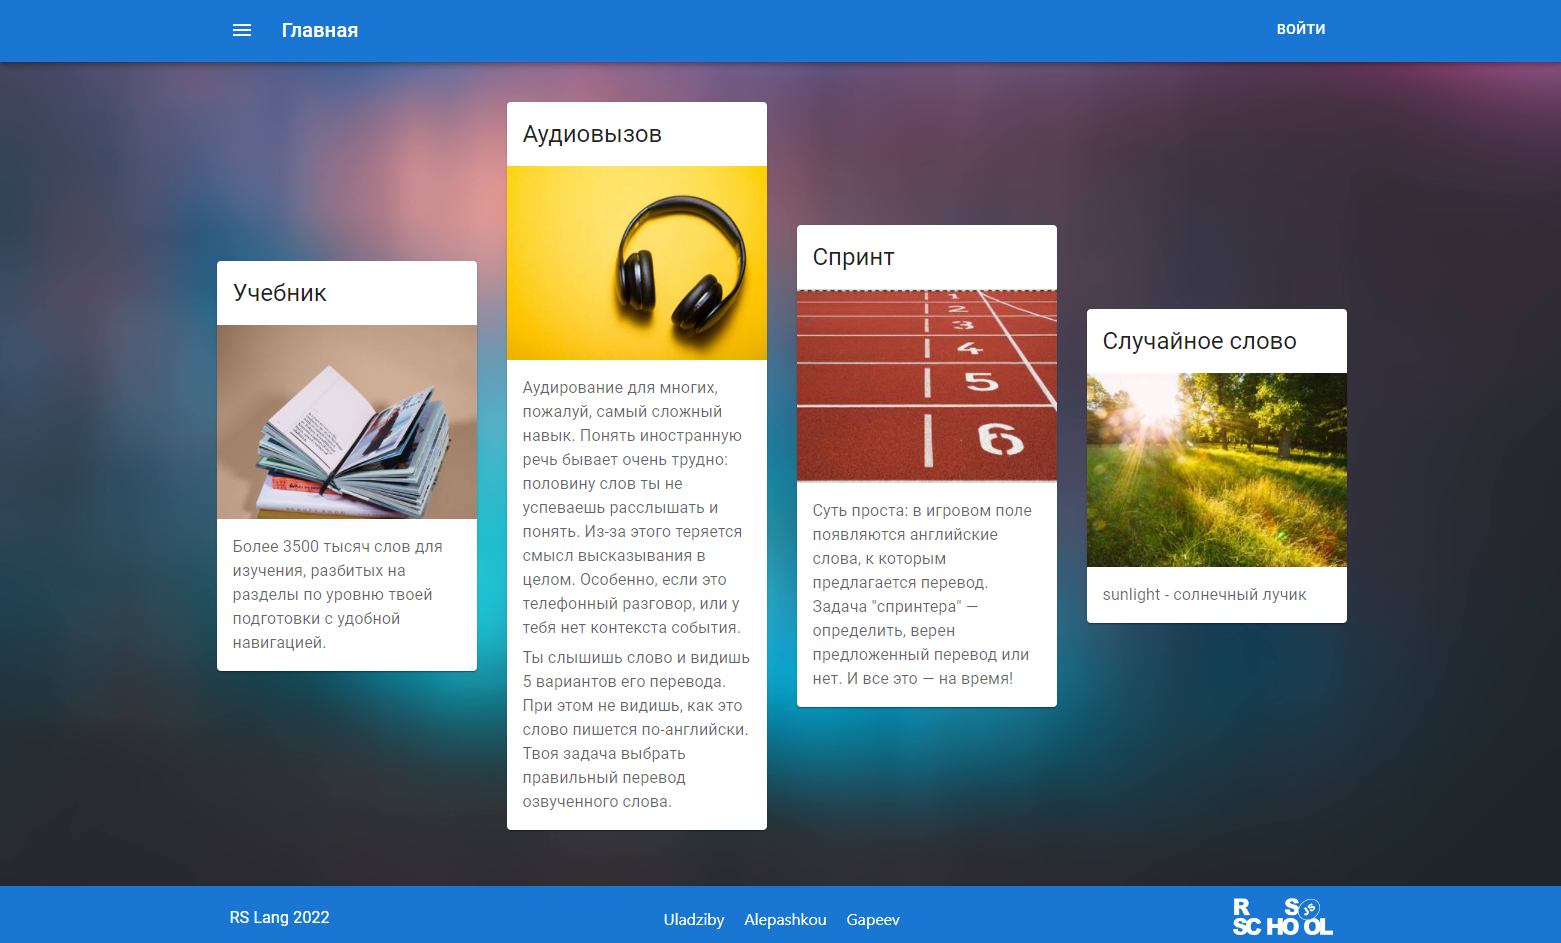 Главная
ВОЙТИ
Учебник
Более 3500 тысяч слов для
изучения, разбитых на
разделы по уровню твоей
подготовки с удобной
навигацией.
Аудиовызов
Аудирование для многих,
пожалуй, самый сложный
навык. Понять иностранную
речь бывает очень трудно:
половину слов ты не
успеваешь расслышать и
понять. Из-за этого теряется
смысл высказывания в
целом. Особенно, если это
телефонный разговор, или у
тебя нет контекста события.
Ты слышишь слово и видишь
5 вариантов его перевода.
При этом не видишь, как это
слово пишется по-английски.
Твоя задача выбрать
правильный перевод
озвученного слова.
Спринт
1
2
3
4
5
6
Суть проста: в игровом поле
появляются английские
слова, к которым
предлагается перевод.
Задача "спринтера" —
определить, верен
предложенный перевод или
нет. И все это — на время!
Случайное слово
sunlight - солнечный лучик
RS Lang 2022
Uladziby Alepashkou Gapeev
R S JS
SCHOOL